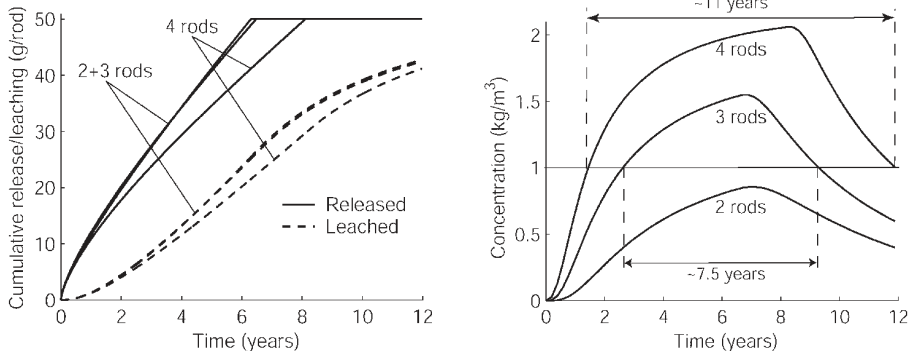 Cumulative release/leaching (g/rod)
50
40
30
20
10
0
4 rods
2+3 rods
Released
Leached
0 2 4 6 8 10 12
Time (years)
Concentration (kg/m³)
2
1.5
1
0.5
0
~11 years
4 rods
3 rods
2 rods
~7.5 years
0 2 4 6 8 10 12
Time (years)